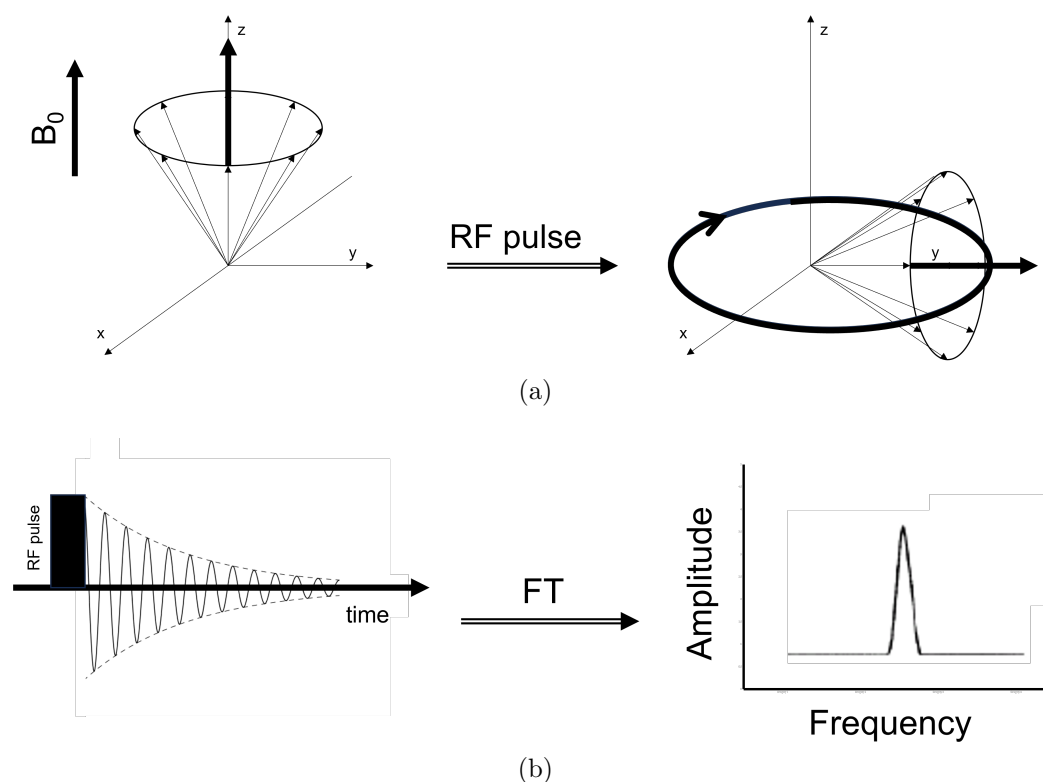 z
z
B0
RF pulse
y
y
x
x
(a)
RF pulse
FT
time
Amplitude
Frequency
(b)